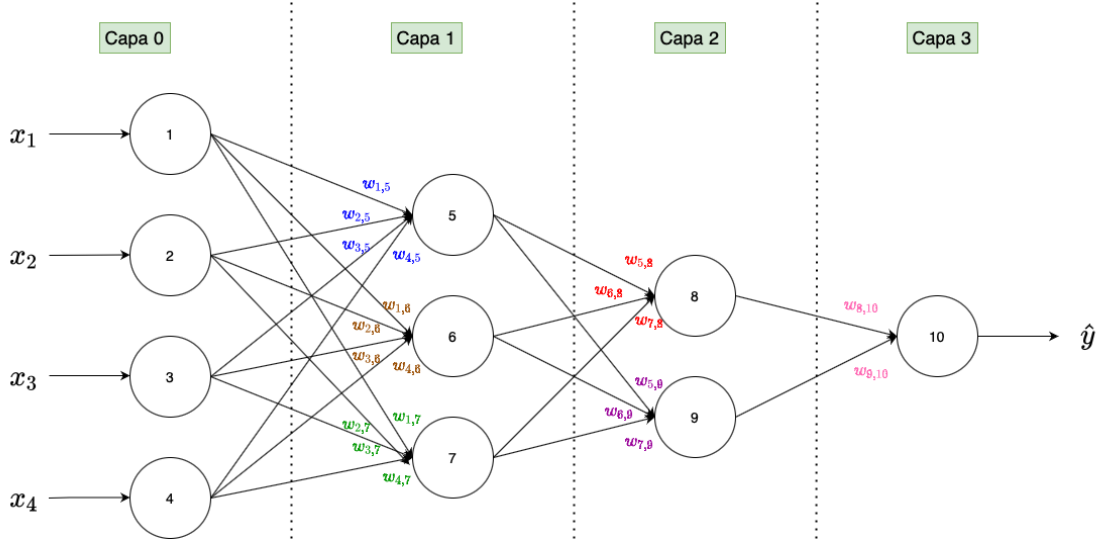 Capa 0
Capa 1
Capa 2
Capa 3
x₁
1
w₁,₅
w₂,₅
5
w₃,₅
w₄,₅
x₂
2
w₅,₈
w₆,₈
8
w₇,₈
w₁,₆
w₂,₆
6
w₃,₆
w₄,₆
w₈,₁₀
10
ŷ
w₉,₁₀
x₃
3
w₅,₉
w₆,₉
9
w₇,₉
w₁,₇
w₂,₇
w₃,₇
7
w₄,₇
x₄
4